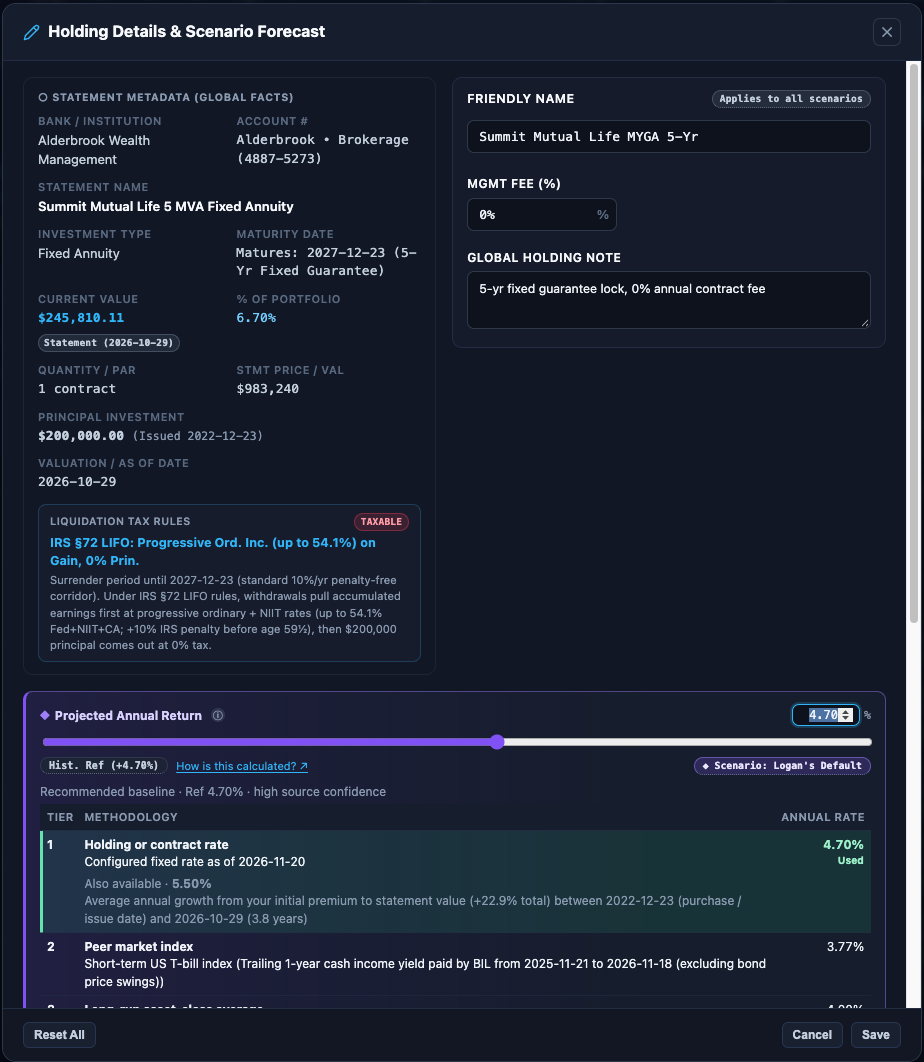 Holding Details & Scenario Forecast
STATEMENT METADATA (GLOBAL FACTS)
BANK / INSTITUTION
Alderbrook Wealth
Management
ACCOUNT #
Alderbrook • Brokerage
(4887-5273)
STATEMENT NAME
Summit Mutual Life 5 MVA Fixed Annuity
INVESTMENT TYPE
Fixed Annuity
MATURITY DATE
Matures: 2027-12-23 (5-
Yr Fixed Guarantee)
CURRENT VALUE
$245,810.11
Statement (2026-10-29)
% OF PORTFOLIO
6.70%
QUANTITY / PAR
1 contract
STMT PRICE / VAL
$983,240
PRINCIPAL INVESTMENT
$200,000.00 (Issued 2022-12-23)
VALUATION / AS OF DATE
2026-10-29
LIQUIDATION TAX RULES
TAXABLE
IRS §72 LIFO: Progressive Ord. Inc. (up to 54.1%) on
Gain, 0% Prin.
Surrender period until 2027-12-23 (standard 10%/yr penalty-free
corridor). Under IRS §72 LIFO rules, withdrawals pull accumulated
earnings first at progressive ordinary + NIIT rates (up to 54.1%
Fed+NIIT+CA; +10% IRS penalty before age 59½), then $200,000
principal comes out at 0% tax.
FRIENDLY NAME
Applies to all scenarios
Summit Mutual Life MYGA 5-Yr
MGMT FEE (%)
0% %
GLOBAL HOLDING NOTE
5-yr fixed guarantee lock, 0% annual contract fee
Projected Annual Return
4.70 %
Hist. Ref (+4.70%) How is this calculated? ↗
◆ Scenario: Logan's Default
Recommended baseline · Ref 4.70% · high source confidence
TIER METHODOLOGY ANNUAL RATE
1 Holding or contract rate 4.70%
Configured fixed rate as of 2026-11-20 Used
Also available · 5.50%
Average annual growth from your initial premium to statement value (+22.9% total) between 2022-12-23 (purchase /
issue date) and 2026-10-29 (3.8 years)
2 Peer market index 3.77%
Short-term US T-bill index (Trailing 1-year cash income yield paid by BIL from 2025-11-21 to 2026-11-18 (excluding bond
price swings))
Reset All
Cancel
Save